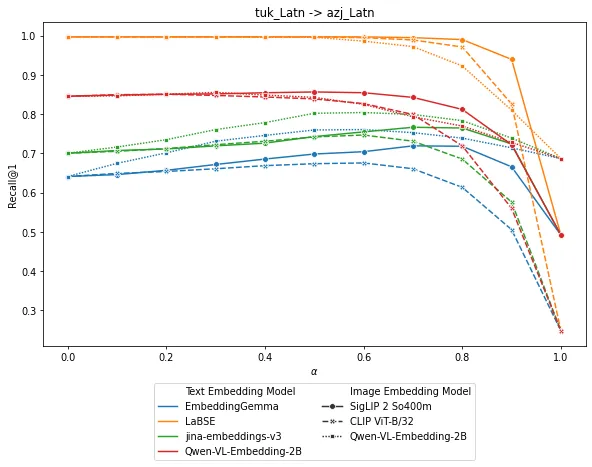 tuk_Latn -> azj_Latn
1.0
0.9
0.8
0.7
0.6
0.5
0.4
0.3
Recall@1
0.0 0.2 0.4 0.6 0.8 1.0
α
Text Embedding Model Image Embedding Model
EmbeddingGemma SigLIP 2 So400m
LaBSE CLIP ViT-B/32
jina-embeddings-v3 Qwen-VL-Embedding-2B
Qwen-VL-Embedding-2B